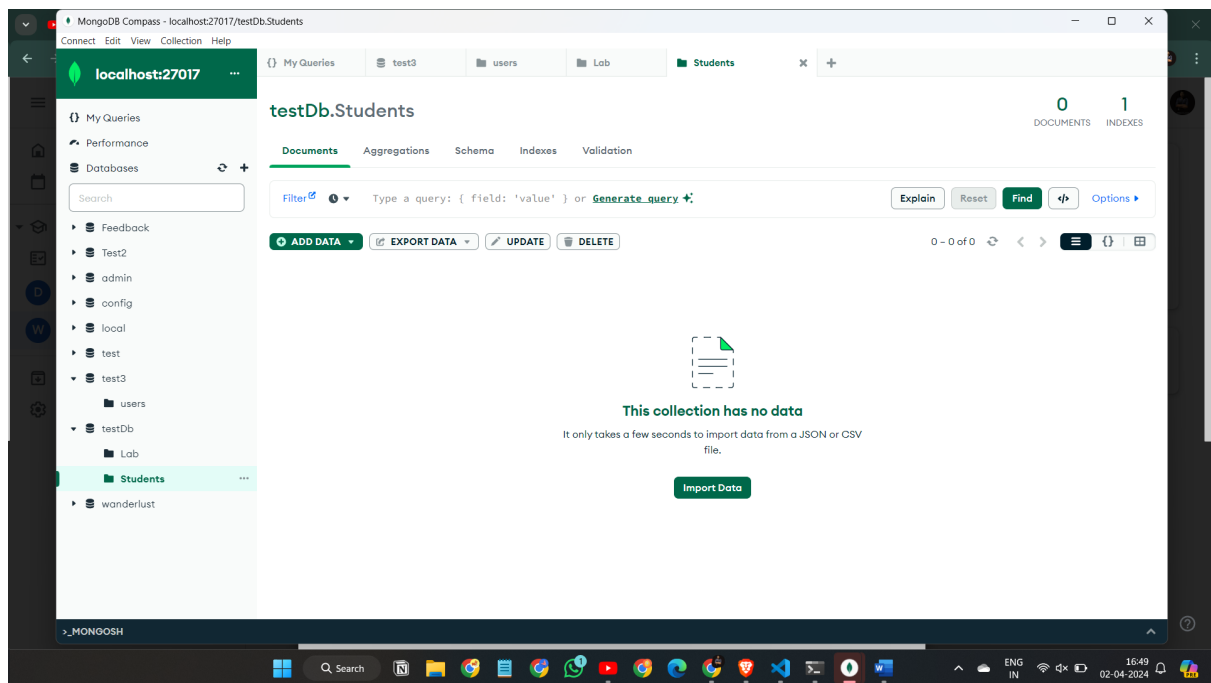 MongoDB Compass - localhost:27017/testDb.Students
Connect Edit View Collection Help
localhost:27017 ...
{} My Queries
Performance
Databases
Search
Feedback
Test2
admin
config
local
test
test3
users
testDb
Lab
Students ...
wanderlust
{} My Queries test3 users Lab Students
testDb.Students
0 1
DOCUMENTS INDEXES
Documents Aggregations Schema Indexes Validation
Filter Type a query: { field: 'value' } or Generate query Explain Reset Find </> Options
ADD DATA EXPORT DATA UPDATE DELETE 0 – 0 of 0 {}
This collection has no data
It only takes a few seconds to import data from a JSON or CSV
file.
Import Data
>_MONGOSH
D
W
Search 1 ENG 16:49
IN 02-04-2024
PRE